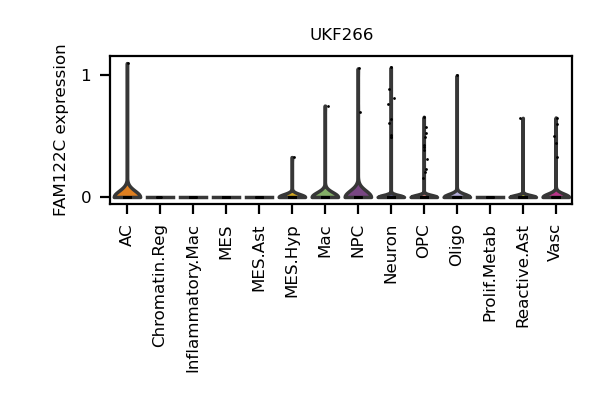 UKF266
FAM122C expression
1
0
AC
Chromatin.Reg
Inflammatory.Mac
MES
MES.Ast
MES.Hyp
Mac
NPC
Neuron
OPC
Oligo
Prolif.Metab
Reactive.Ast
Vasc